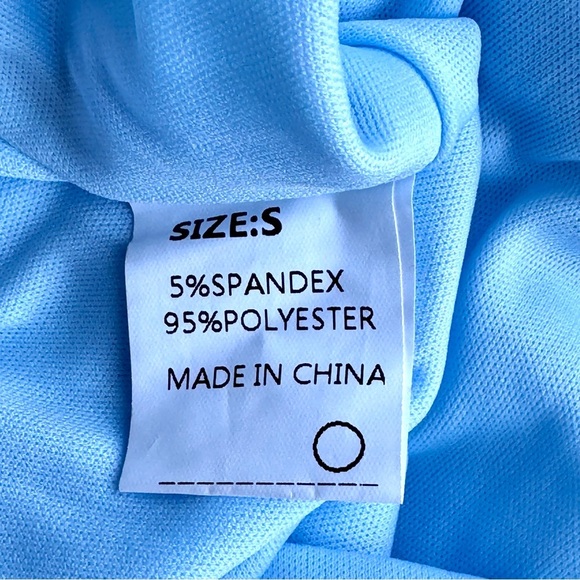 SIZE:S
5%SPANDEX
95%POLYESTER
MADE IN CHINA